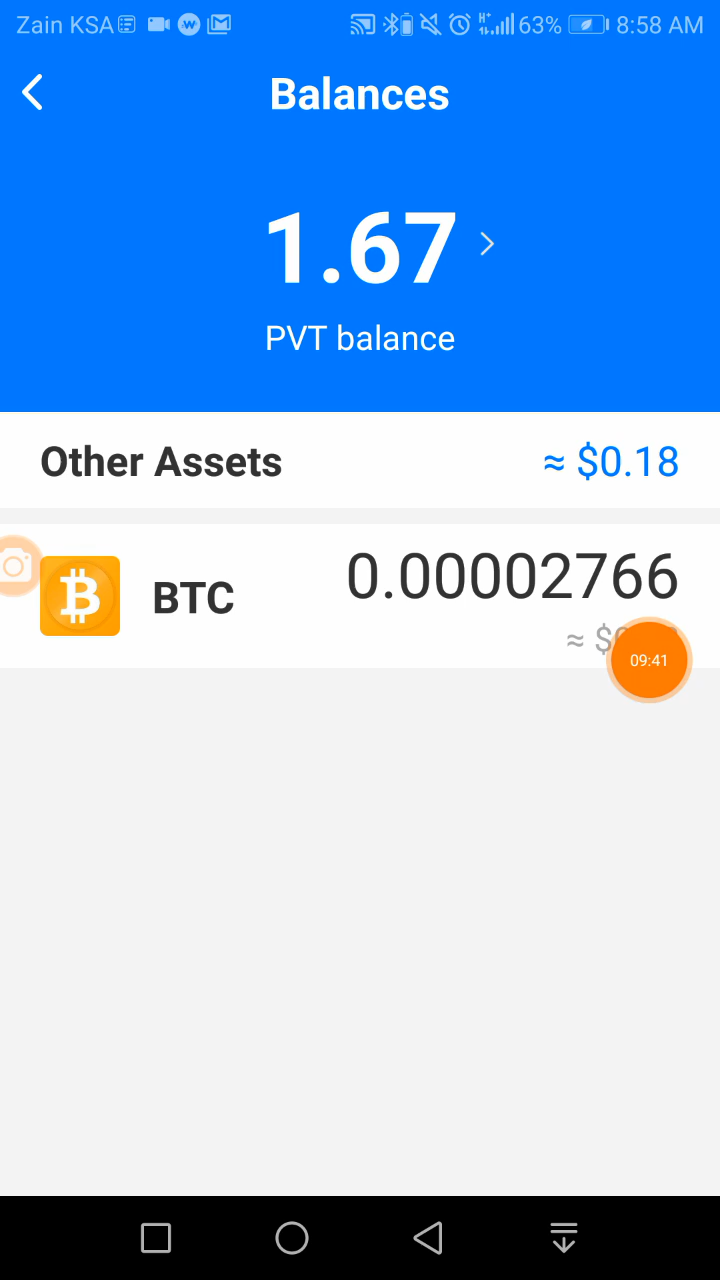 Zain KSA 63% 8:58 AM
Balances
1.67
PVT balance
Other Assets ≈ $0.18
BTC 0.00002766
≈ $
09:41